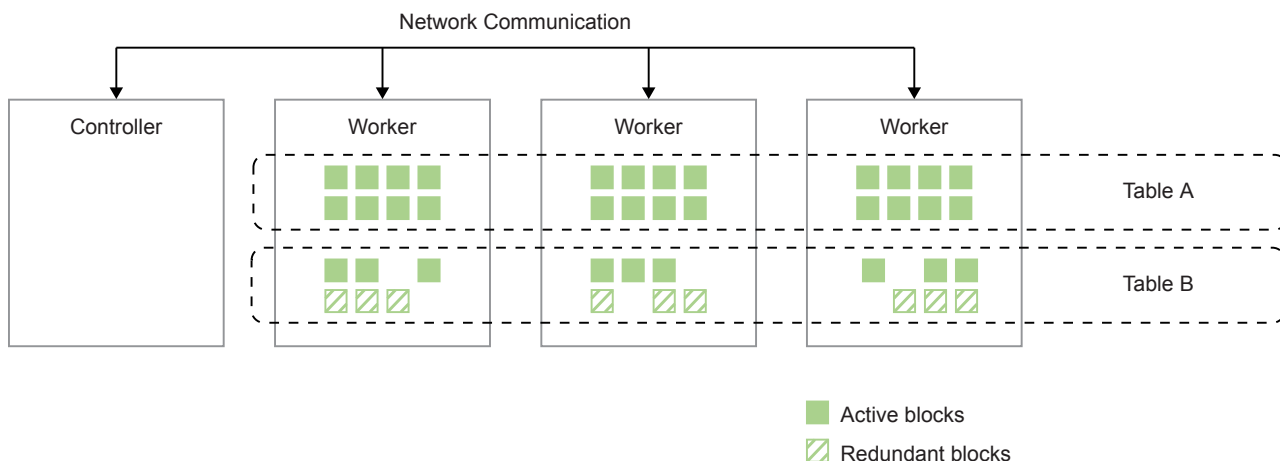 Network Communication
Controller
Worker
Worker
Worker
Table A
Table B
Active blocks
Redundant blocks